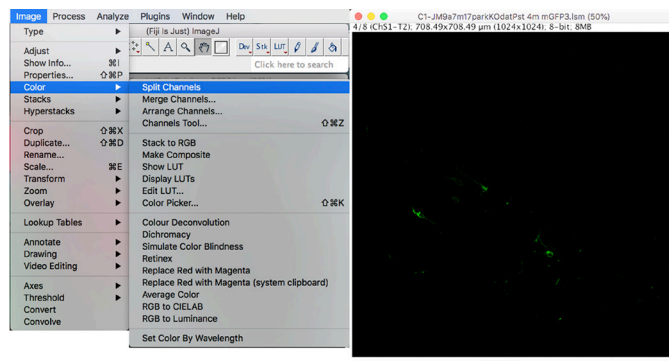 Image Process Analyze Plugins Window Help
(Fiji Is Just) ImageJ
A Dev Stk LUT
Click here to search
Type
Adjust
Show Info... ⌘I
Properties... ⇧⌘P
Color
Stacks
Hyperstacks
Crop ⇧⌘X
Duplicate... ⇧⌘D
Rename...
Scale... ⌘E
Transform
Zoom
Overlay
Lookup Tables
Annotate
Drawing
Video Editing
Axes
Threshold
Convert
Convolve
Split Channels
Merge Channels...
Arrange Channels...
Channels Tool... ⇧⌘Z
Stack to RGB
Make Composite
Show LUT
Display LUTs
Edit LUT...
Color Picker... ⇧⌘K
Colour Deconvolution
Dichromacy
Simulate Color Blindness
Retinex
Replace Red with Magenta
Replace Red with Magenta (system clipboard)
Average Color
RGB to CIELAB
RGB to Luminance
Set Color By Wavelength
C1-JM9a7m17parkKOdatPst 4m mGFP3.lsm (50%)
4/8 (ChS1-T2); 708.49x708.49 µm (1024x1024); 8-bit; 8MB